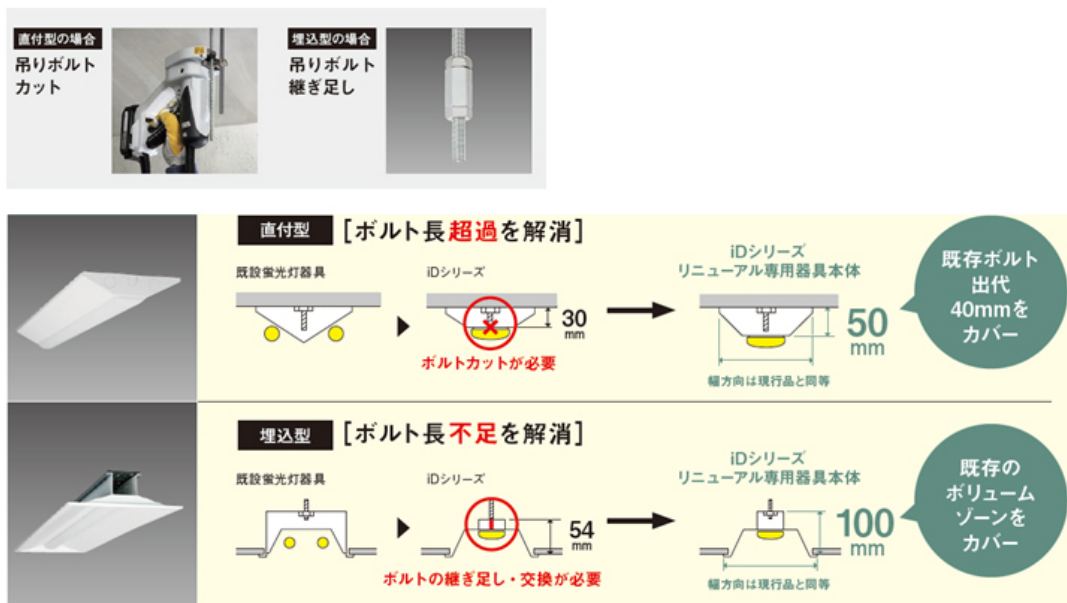 直付型の場合
吊りボルト
カット
埋込型の場合
吊りボルト
継ぎ足し
直付型
[ボルト長超過を解消]
既設蛍光灯器具
iDシリーズ
30
mm
ボルトカットが必要
iDシリーズ
リニューアル専用器具本体
50
mm
幅方向は現行品と同等
既存ボルト
出代
40mmを
カバー
埋込型
[ボルト長不足を解消]
既設蛍光灯器具
iDシリーズ
54
mm
ボルトの継ぎ足し・交換が必要
iDシリーズ
リニューアル専用器具本体
100
mm
幅方向は現行品と同等
既存の
ボリューム
ゾーンを
カバー